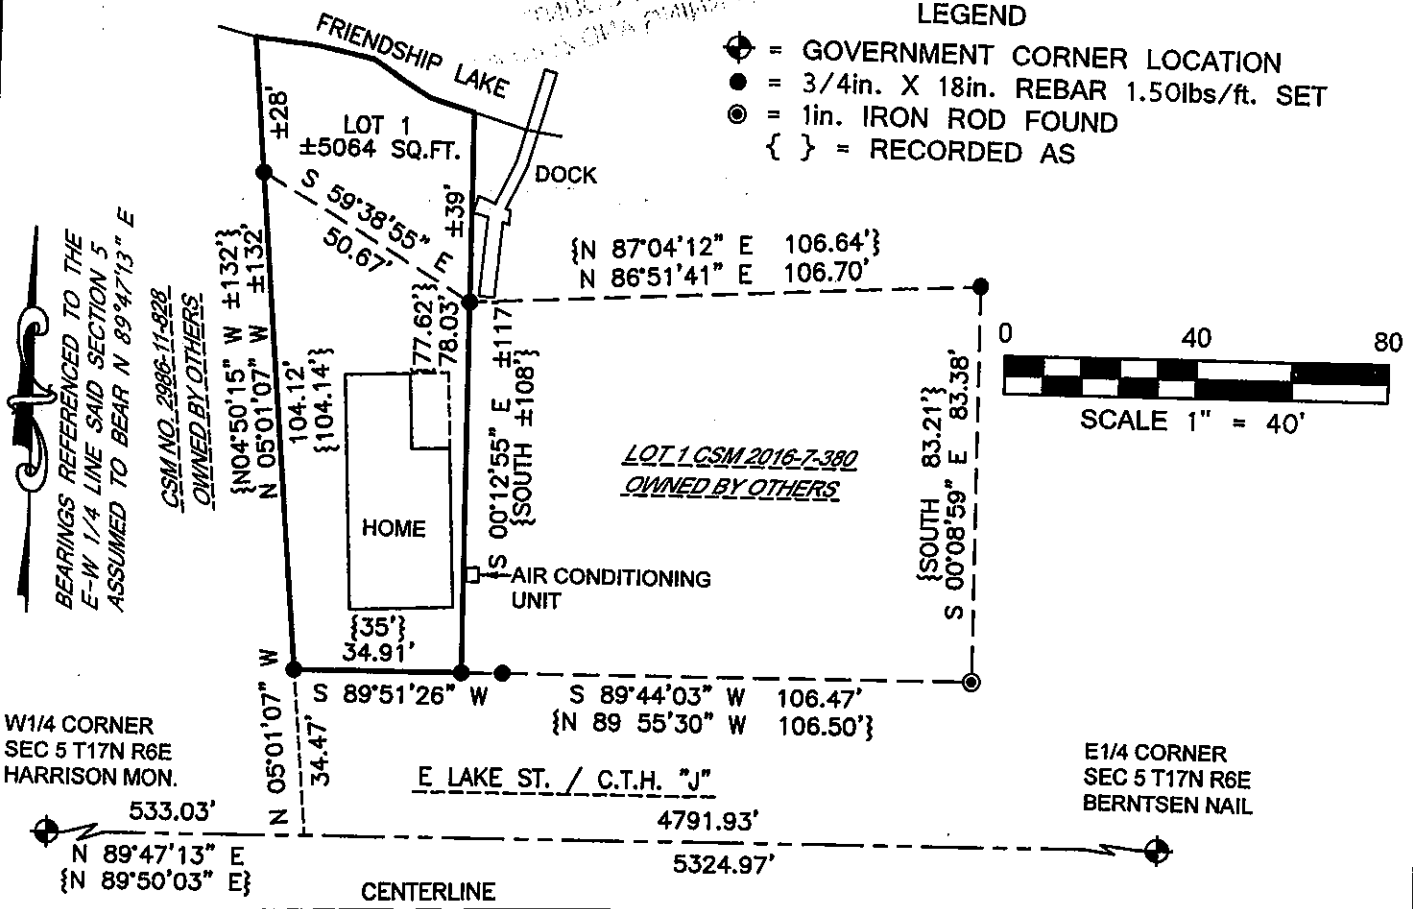 LEGEND
= GOVERNMENT CORNER LOCATION
= 3/4in. X 18in. REBAR 1.50lbs/ft. SET
= 1in. IRON ROD FOUND
{ } = RECORDED AS
FRIENDSHIP LAKE
±28'
LOT 1
±5064 SQ.FT.
DOCK
±39'
S 59°38'55" E
50.67'
{N 87°04'12" E 106.64'}
N 86°51'41" E 106.70'
BEARINGS REFERENCED TO THE
E-W 1/4 LINE SAID SECTION 5
ASSUMED TO BEAR N 89°47'13" E
CSM NO. 2986-11-828
OWNED BY OTHERS
{N04°50'15" W ±132'}
N 05°01'07" W ±132'
104.12'
{104.14'}
{77.62'}
78.03'
S 00°12'55" E ±117
{SOUTH ±108'}
0 40 80
SCALE 1" = 40'
LOT 1 CSM 2016-7-380
OWNED BY OTHERS
{SOUTH 83.21'}
S 00°08'59" E 83.38'
HOME
AIR CONDITIONING
UNIT
{35'}
34.91'
S 89°51'26" W
S 89°44'03" W 106.47'
{N 89 55'30" W 106.50'}
N 05°01'07" W
34.47'
W1/4 CORNER
SEC 5 T17N R6E
HARRISON MON.
E LAKE ST. / C.T.H. "J"
E1/4 CORNER
SEC 5 T17N R6E
BERNTSEN NAIL
533.03'
4791.93'
N 89°47'13" E
{N 89°50'03" E}
5324.97'
CENTERLINE